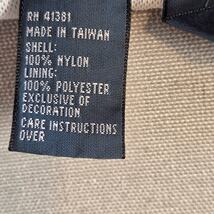 RN 41381
MADE IN TAIWAN
SHELL:
100% NYLON
LINING:
100% POLYESTER
EXCLUSIVE OF
DECORATION
CARE INSTRUCTIONS
OVER